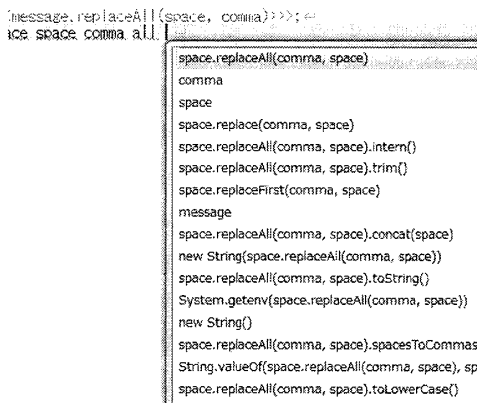 message.replaceAll(space, comma)));
ace space comma all
space.replaceAll(comma, space)
comma
space
space.replace(comma, space)
space.replaceAll(comma, space).intern()
space.replaceAll(comma, space).trim()
space.replaceFirst(comma, space)
message
space.replaceAll(comma, space).concat(space)
new String(space.replaceAll(comma, space))
space.replaceAll(comma, space).toString()
System.getenv(space.replaceAll(comma, space))
new String()
space.replaceAll(comma, space).spacesToCommas
String.valueOf(space.replaceAll(comma, space), sp
space.replaceAll(comma, space).toLowerCase()